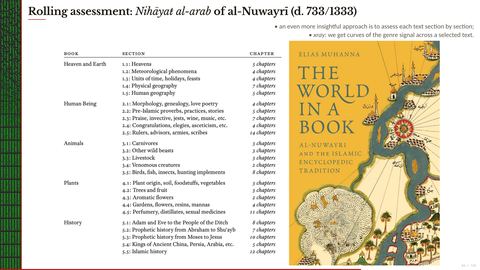 Rolling assessment: Nihāyat al-arab of al-Nuwayrī (d. 733/1333)
• an even more insightful approach is to assess each text section by section;
• xray: we get curves of the genre signal across a selected text.
BOOK SECTION CHAPTER
Heaven and Earth 1.1: Heavens 5 chapters
1.2: Meteorological phenomena 4 chapters
1.3: Units of time, holidays, feasts 4 chapters
1.4: Physical geography 7 chapters
1.5: Human geography 5 chapters
Human Being 2.1: Morphology, genealogy, love poetry 4 chapters
2.2: Pre-Islamic proverbs, practices, stories 5 chapters
2.3: Praise, invective, jests, wine, music, etc. 7 chapters
2.4: Congratulations, elegies, asceticism, etc. 4 chapters
2.5: Rulers, advisors, armies, scribes 14 chapters
Animals 3.1: Carnivores 3 chapters
3.2: Other wild beasts 3 chapters
3.3: Livestock 3 chapters
3.4: Venomous creatures 2 chapters
3.5: Birds, fish, insects, hunting implements 8 chapters
Plants 4.1: Plant origin, soil, foodstuffs, vegetables 3 chapters
4.2: Trees and fruit 3 chapters
4.3: Aromatic flowers 2 chapters
4.4: Gardens, flowers, resins, mannas 4 chapters
4.5: Perfumery, distillates, sexual medicines 11 chapters
History 5.1: Adam and Eve to the People of the Ditch 8 chapters
5.2: Prophetic history from Abraham to Shuʿayb 7 chapters
5.3: Prophetic history from Moses to Jesus
5.4: Kings of Ancient China, Persia, Arabia, etc.
5.5: Islamic history 12 chapters
ELIAS MUHANNA
THE
WORLD
IN A
BOOK
AL-NUWAYRI
AND THE ISLAMIC
ENCYCLOPEDIC
TRADITION